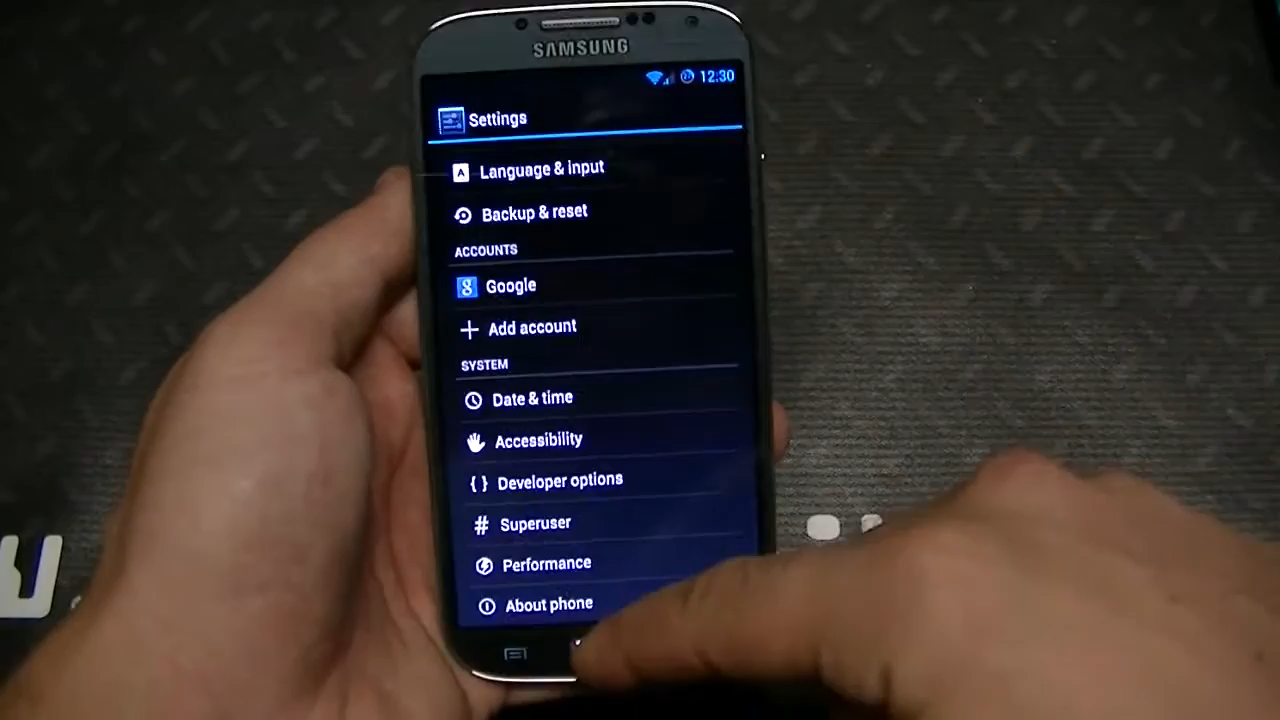 SAMSUNG
12:30
Settings
Language & input
Backup & reset
ACCOUNTS
Google
Add account
SYSTEM
Date & time
Accessibility
Developer options
Superuser
Performance
About phone